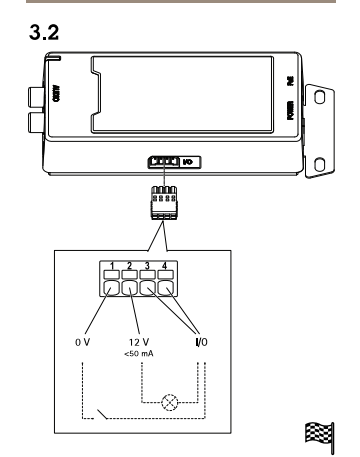 3.2
AUDIO
PoE
POWER
I/O
1 2 3 4
0 V 12 V I/O
<50 mA